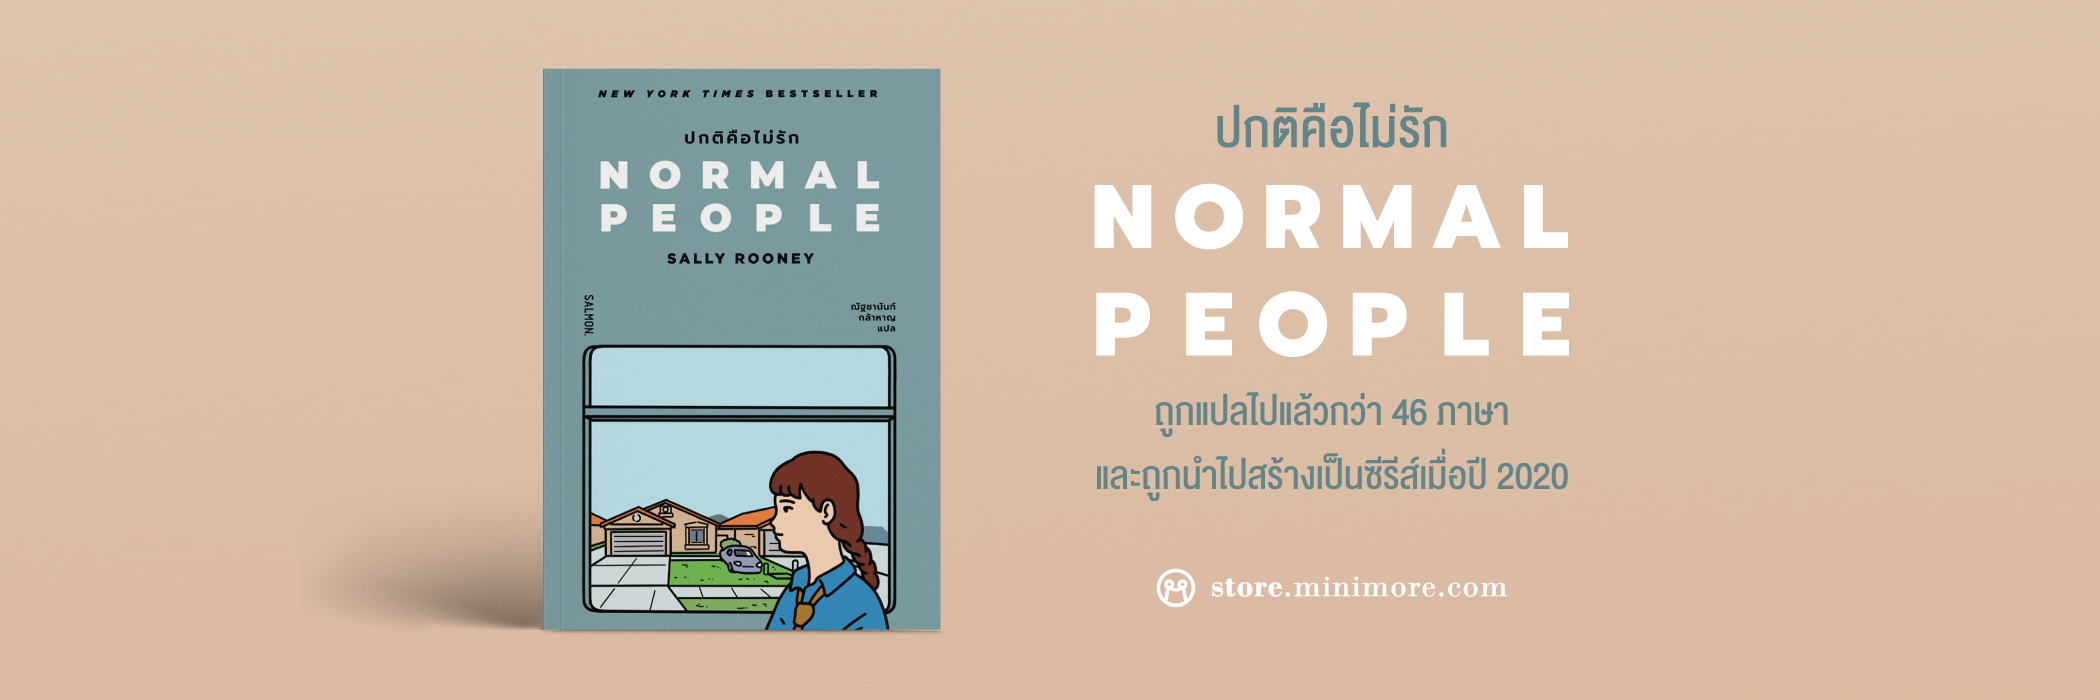 NEW YORK TIMES BESTSELLER
ปกติคือไม่รัก
NORMAL
PEOPLE
SALLY ROONEY
SALMON.
ณัฐชานันท์
กล้าหาญ
แปล
ปกติคือไม่รัก
NORMAL
PEOPLE
ถูกแปลไปแล้วกว่า 46 ภาษา
และถูกนำไปสร้างเป็นซีรีส์เมื่อปี 2020
store.minimore.com